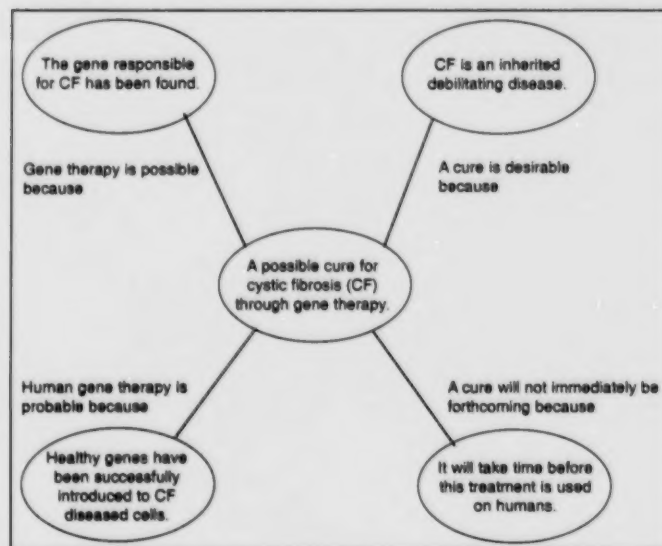 The gene responsible
for CF has been found.
CF is an inherited
debilitating disease.
Gene therapy is possible
because
A cure is desirable
because
A possible cure for
cystic fibrosis (CF)
through gene therapy.
Human gene therapy is
probable because
A cure will not immediately be
forthcoming because
Healthy genes have
been successfully
introduced to CF
diseased cells.
It will take time before
this treatment is used
on humans.